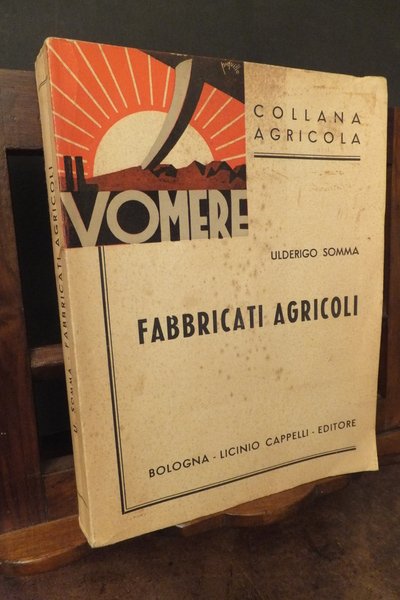 COLLANA
AGRICOLA
IL
VOMERE
ULDERIGO SOMMA
FABBRICATI AGRICOLI
BOLOGNA - LICINIO CAPPELLI - EDITORE
U. SOMMA - FABBRICATI AGRICOLI